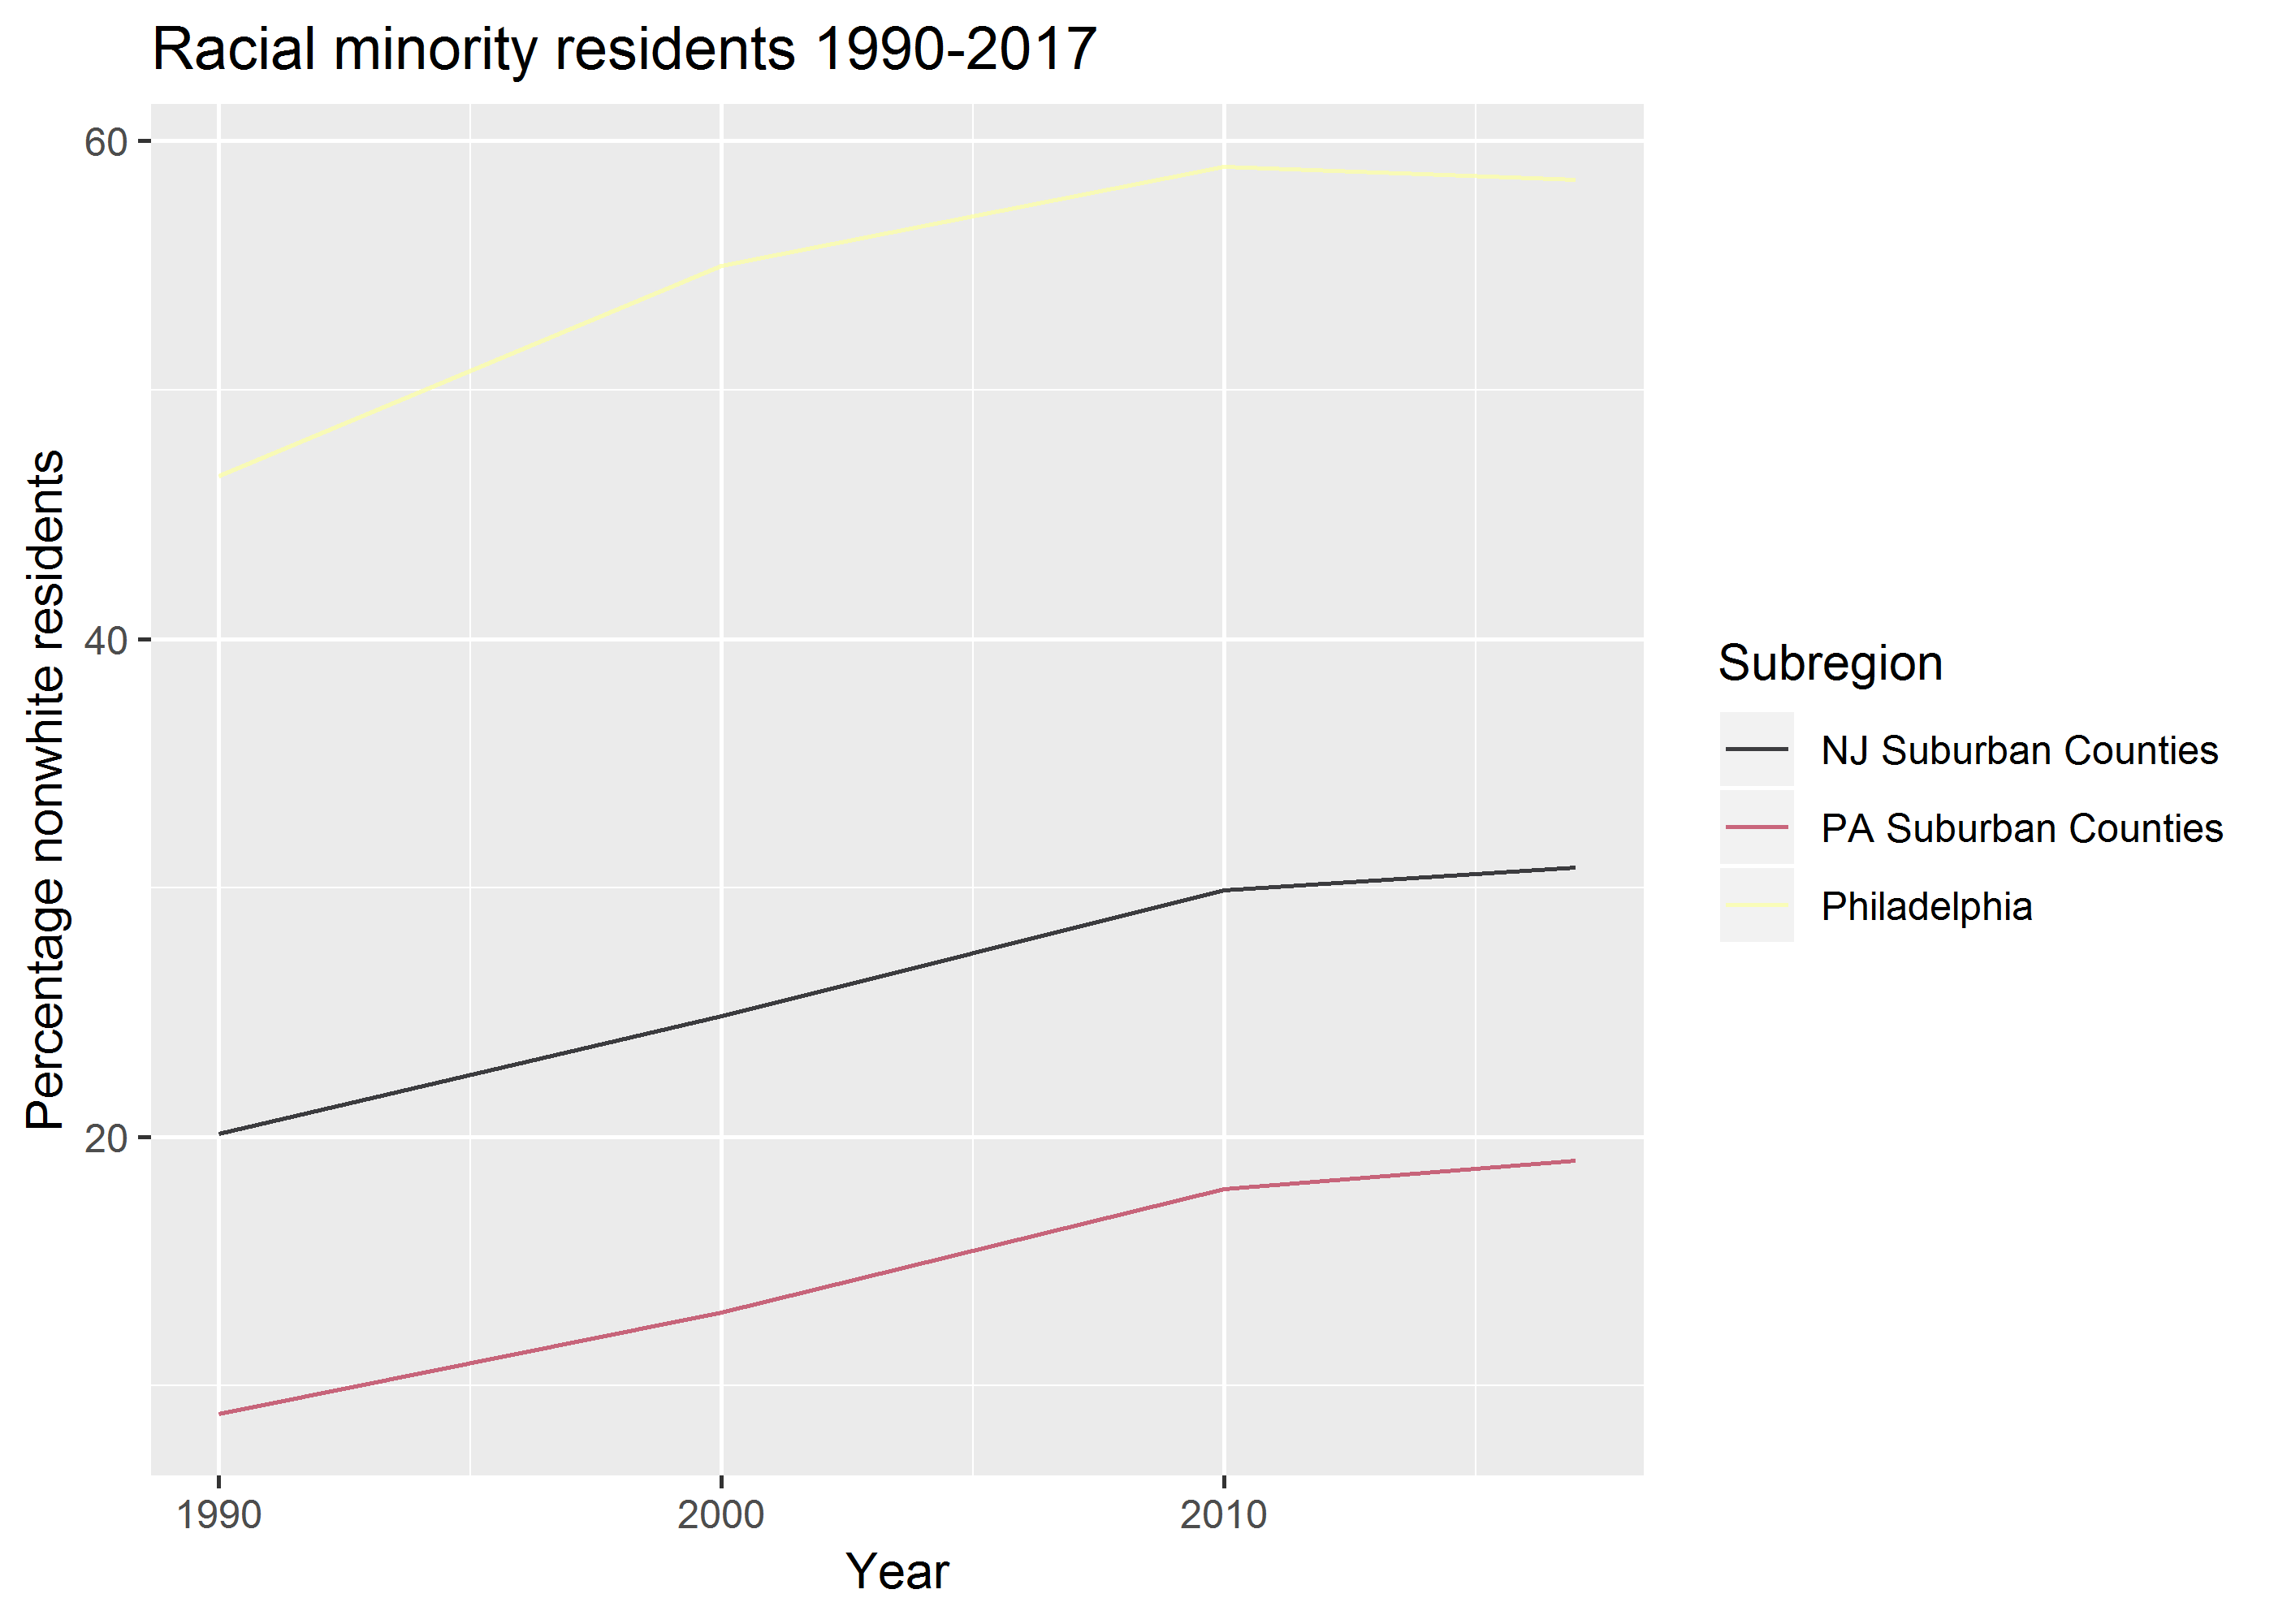 Racial minority residents 1990-2017
Percentage nonwhite residents
60
40
20
1990
2000
2010
Year
Subregion
NJ Suburban Counties
PA Suburban Counties
Philadelphia